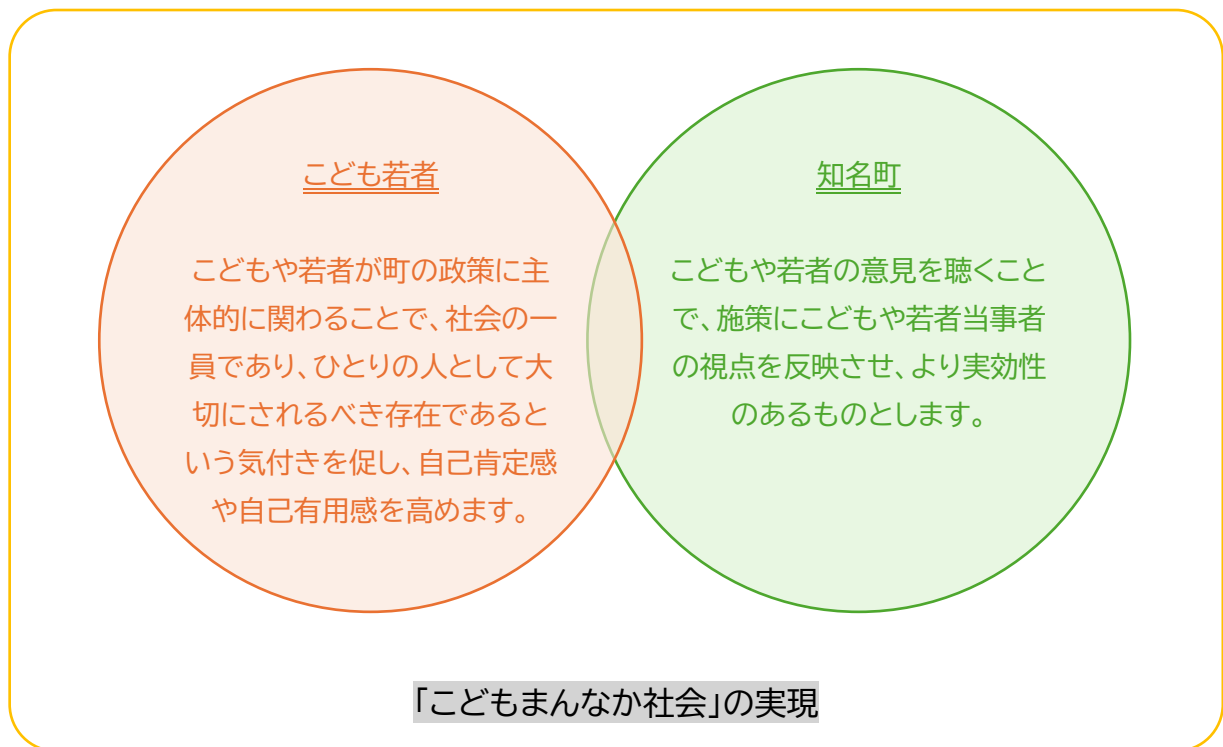 こども若者
こどもや若者が町の政策に主
体的に関わることで、社会の一
員であり、ひとりの人として大
切にされるべき存在であると
いう気付きを促し、自己肯定感
や自己有用感を高めます。
知名町
こどもや若者の意見を聴くこと
で、施策にこどもや若者当事者
の視点を反映させ、より実効性
のあるものとします。
「こどもまんなか社会」の実現